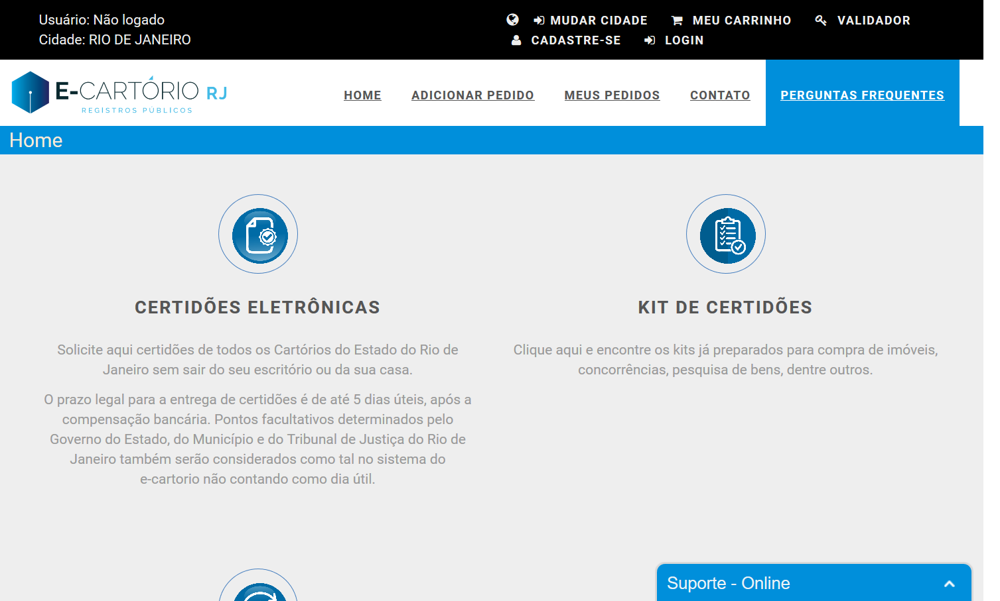 Usuário: Não logado
Cidade: RIO DE JANEIRO
MUDAR CIDADE MEU CARRINHO VALIDADOR
CADASTRE-SE LOGIN
E-CARTÓRIO RJ
REGISTROS PÚBLICOS
HOME ADICIONAR PEDIDO MEUS PEDIDOS CONTATO PERGUNTAS FREQUENTES
Home
CERTIDÕES ELETRÔNICAS
Solicite aqui certidões de todos os Cartórios do Estado do Rio de
Janeiro sem sair do seu escritório ou da sua casa.
O prazo legal para a entrega de certidões é de até 5 dias úteis, após a
compensação bancária. Pontos facultativos determinados pelo
Governo do Estado, do Município e do Tribunal de Justiça do Rio de
Janeiro também serão considerados como tal no sistema do
e-cartorio não contando como dia útil.
KIT DE CERTIDÕES
Clique aqui e encontre os kits já preparados para compra de imóveis,
concorrências, pesquisa de bens, dentre outros.
Suporte - Online